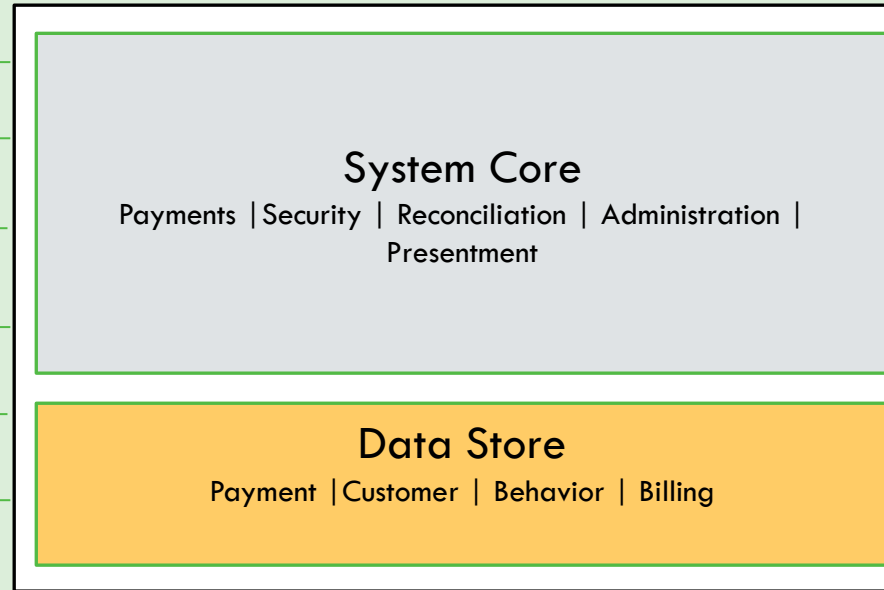 System Core
Payments |Security | Reconciliation | Administration |
Presentment
Data Store
Payment |Customer | Behavior | Billing